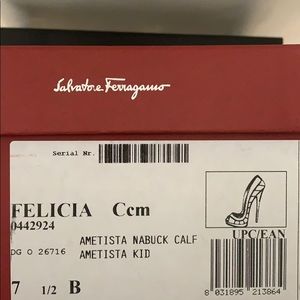 Salvatore Ferragamo
Serial Nr.
FELICIA Ccm
0442924
AMETISTA NABUCK CALF
UPC/EAN
DG O 26716 AMETISTA KID
7 1/2 B
8 031895 213864